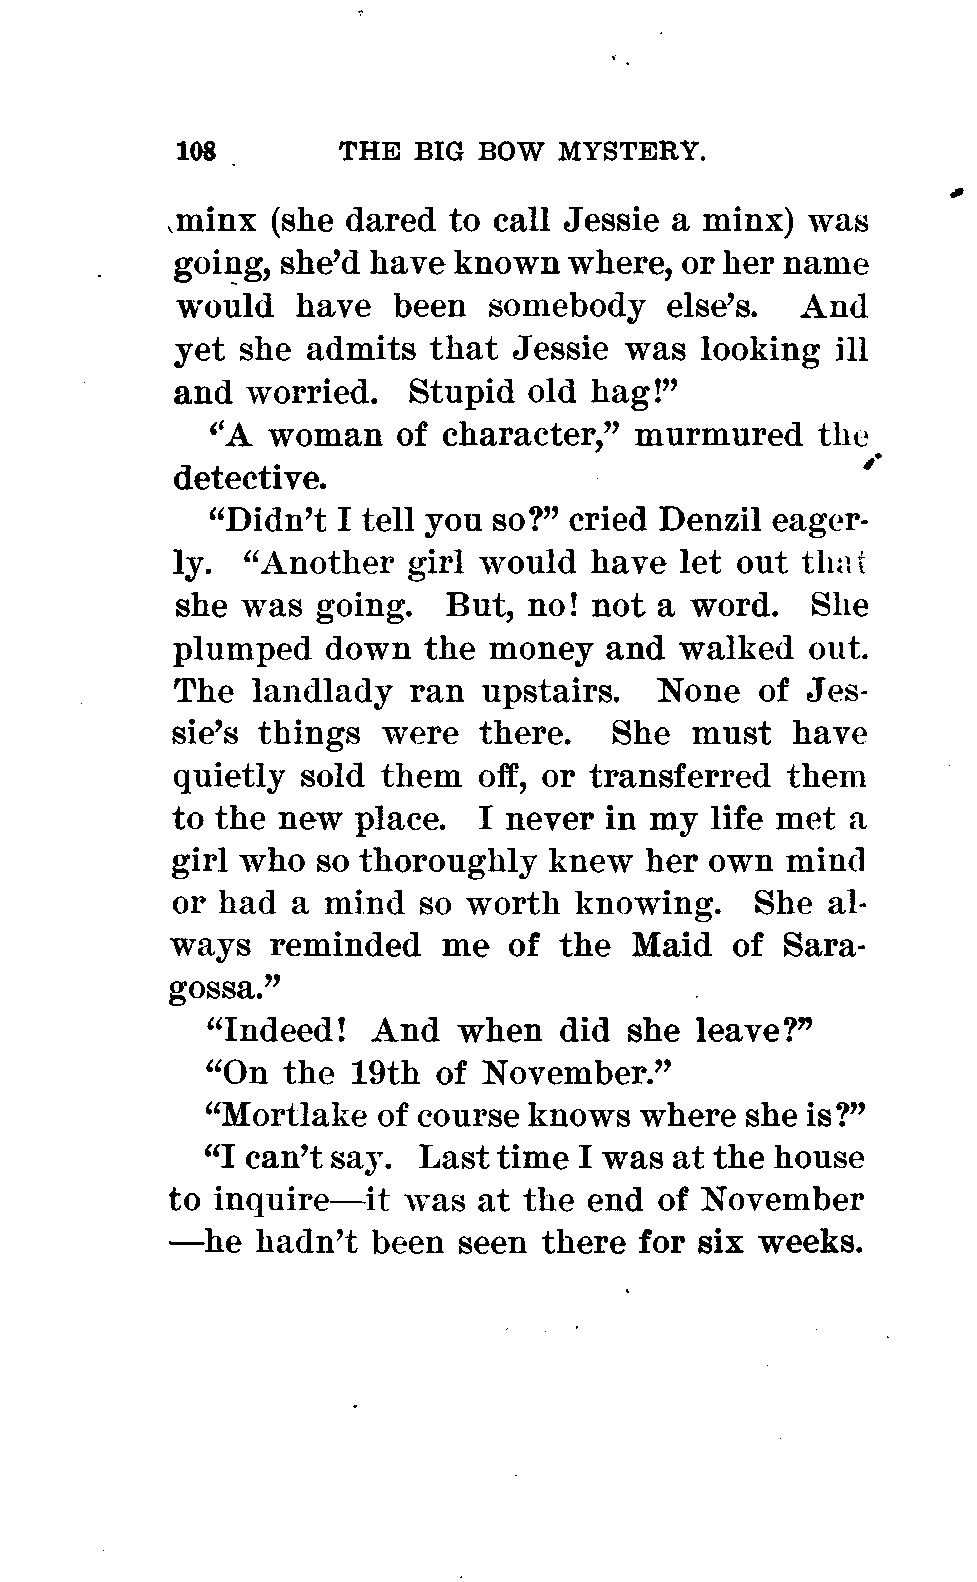 108 THE BIG BOW MYSTERY.
minx (she dared to call Jessie a minx) was
going, she'd have known where, or her name
would have been somebody else's. And
yet she admits that Jessie was looking ill
and worried. Stupid old hag!”
“A woman of character,” murmured the
detective.
“Didn't I tell you so?” cried Denzil eager-
ly. “Another girl would have let out that
she was going. But, no! not a word. She
plumped down the money and walked out.
The landlady ran upstairs. None of Jes-
sie's things were there. She must have
quietly sold them off, or transferred them
to the new place. I never in my life met a
girl who so thoroughly knew her own mind
or had a mind so worth knowing. She al-
ways reminded me of the Maid of Sara-
gossa.”
“Indeed! And when did she leave?”
“On the 19th of November.”
“Mortlake of course knows where she is?”
“I can't say. Last time I was at the house
to inquire—it was at the end of November
—he hadn't been seen there for six weeks.